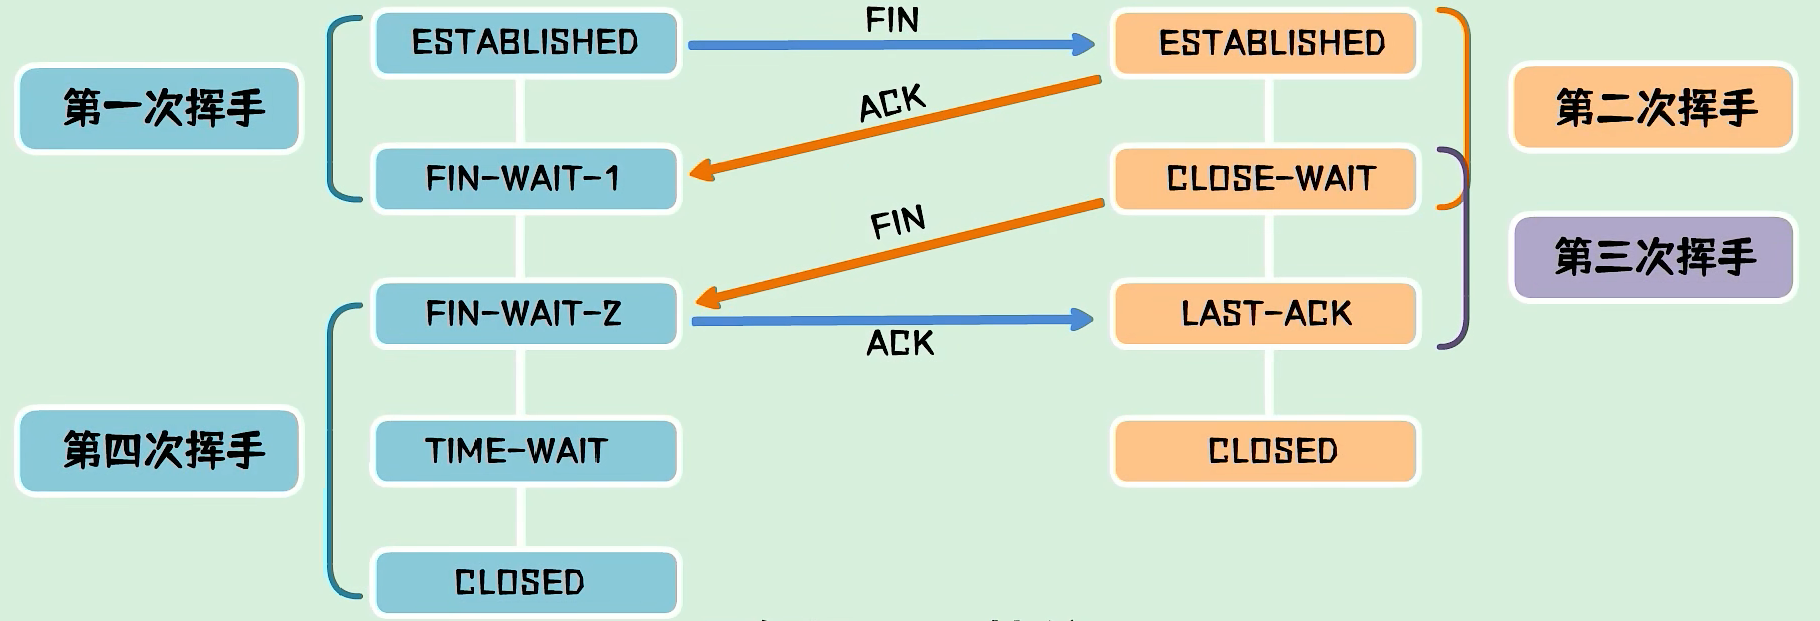 ESTABLISHED
FIN
ESTABLISHED
第一次挥手
ACK
第二次挥手
FIN-WAIT-1
CLOSE-WAIT
FIN
第三次挥手
FIN-WAIT-2
LAST-ACK
ACK
第四次挥手
TIME-WAIT
CLOSED
CLOSED